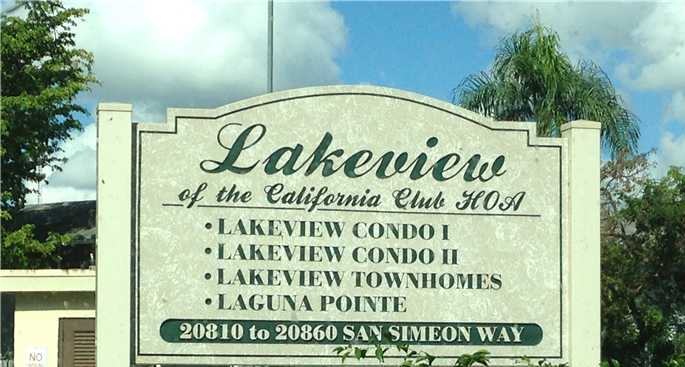 Lakeview
of the California Club HOA
• LAKEVIEW CONDO I
• LAKEVIEW CONDO II
• LAKEVIEW TOWNHOMES
• LAGUNA POINTE
20810 to 20860 SAN SIMEON WAY
NO